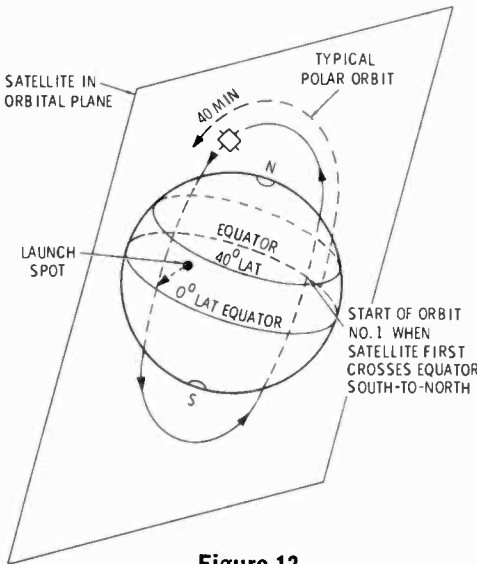 TYPICAL
POLAR ORBIT
SATELLITE IN
ORBITAL PLANE
40 MIN
N
EQUATOR
40° LAT
LAUNCH
SPOT
0° LAT EQUATOR
START OF ORBIT
NO. 1 WHEN
SATELLITE FIRST
CROSSES EQUATOR
SOUTH-TO-NORTH
S
Figure 12